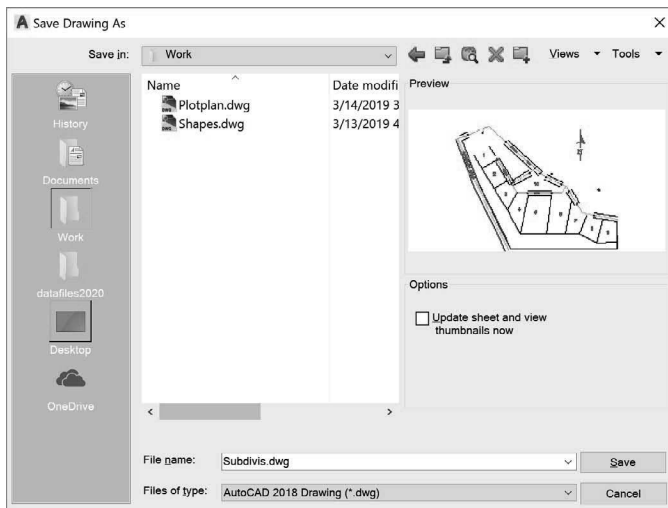 Save Drawing As
Save in:
Work
Views
Tools
History
Documents
Work
datafiles2020
Desktop
OneDrive
Name
Date modifi
Plotplan.dwg
3/14/2019 3
Shapes.dwg
3/13/2019 4
Preview
Options
Update sheet and view
thumbnails now
File name:
Subdivis.dwg
Save
Files of type:
AutoCAD 2018 Drawing (*.dwg)
Cancel